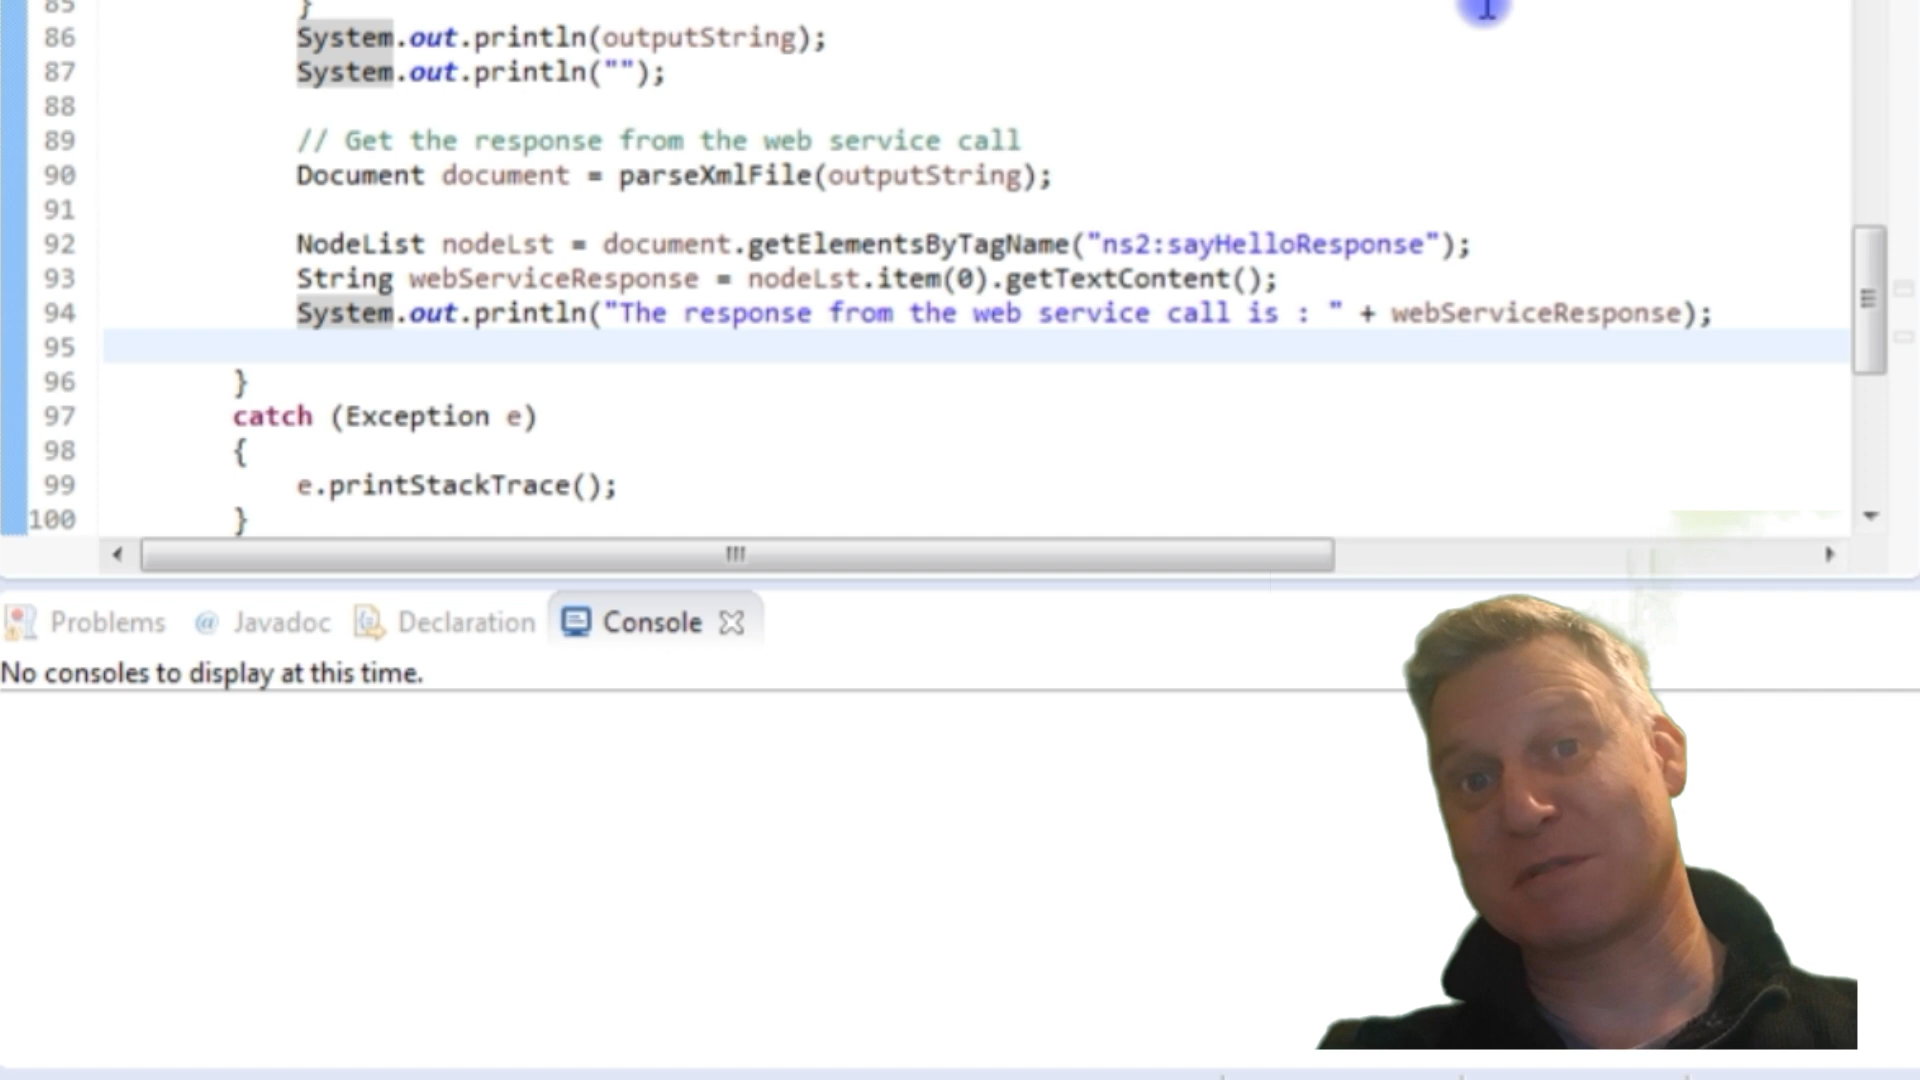 85 }
86 System.out.println(outputString);
87 System.out.println("");
88
89 // Get the response from the web service call
90 Document document = parseXmlFile(outputString);
91
92 NodeList nodeLst = document.getElementsByTagName("ns2:sayHelloResponse");
93 String webServiceResponse = nodeLst.item(0).getTextContent();
94 System.out.println("The response from the web service call is : " + webServiceResponse);
95
96 }
97 catch (Exception e)
98 {
99 e.printStackTrace();
100 }
Problems @ Javadoc Declaration Console
No consoles to display at this time.